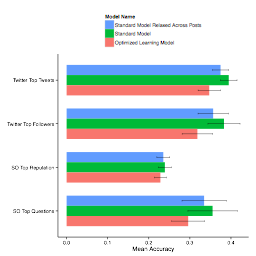 Model Name
Standard Model Relaxed Across Posts
Standard Model
Optimized Learning Model
Twitter Top Tweets
Twitter Top Followers
SO Top Reputation
SO Top Questions
0.0 0.1 0.2 0.3 0.4
Mean Accuracy